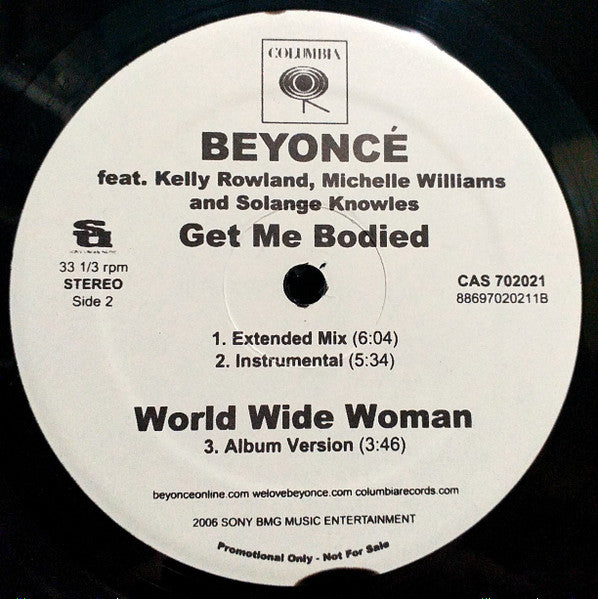 COLUMBIA
BEYONCÉ
feat. Kelly Rowland, Michelle Williams
and Solange Knowles
Get Me Bodied
33 1/3 rpm
STEREO
Side 2
CAS 702021
88697020211B
1. Extended Mix (6:04)
2. Instrumental (5:34)
World Wide Woman
3. Album Version (3:46)
beyonceonline.com welovebeyonce.com columbiarecords.com
2006 SONY BMG MUSIC ENTERTAINMENT
Promotional Only - Not For Sale